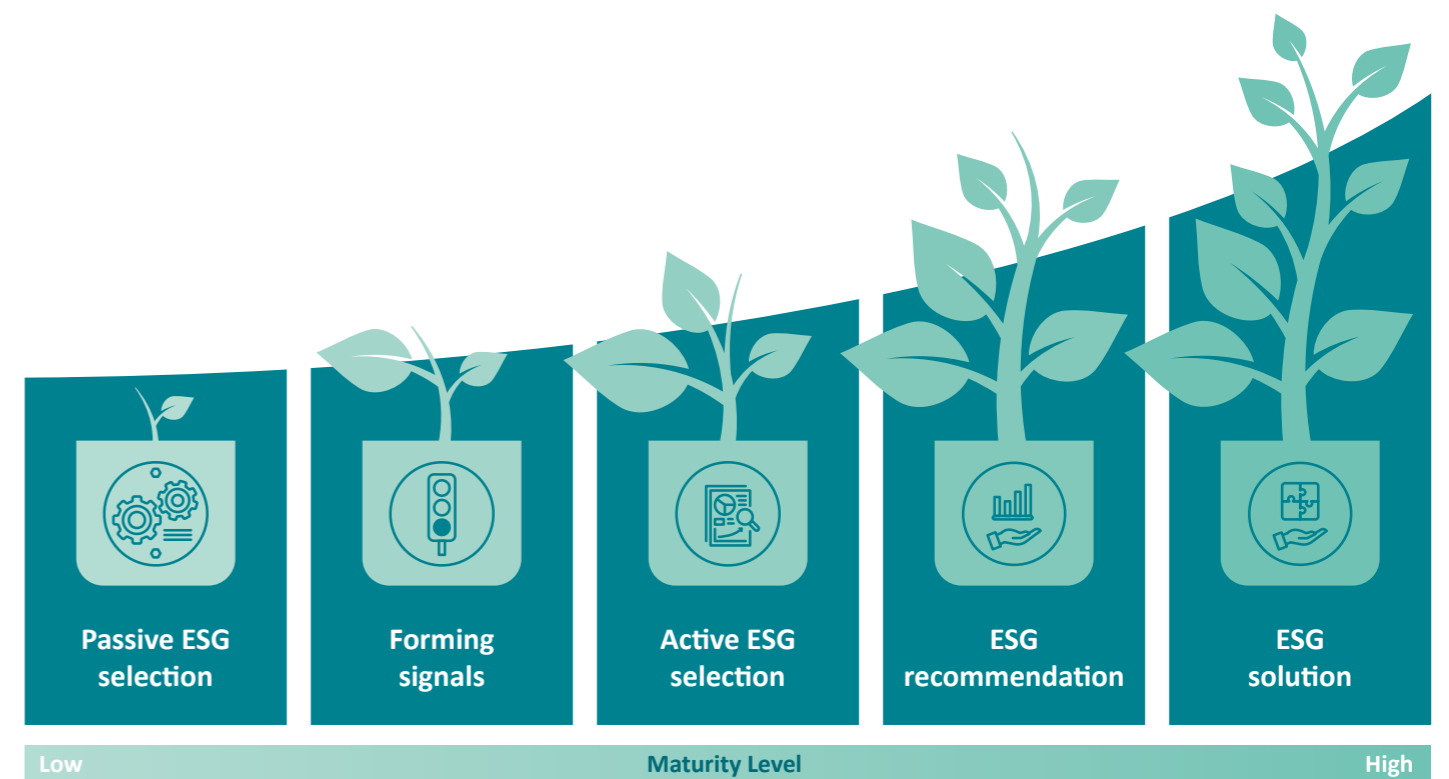 Passive ESG
selection
Forming
signals
Active ESG
selection
ESG
recommendation
ESG
solution
Low
Maturity Level
High